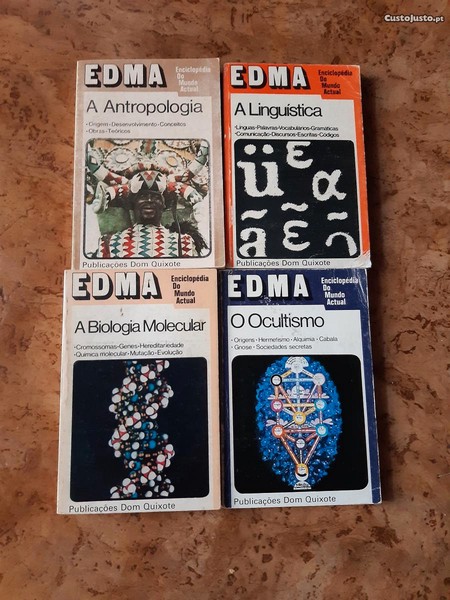 CustoJusto.pt
EDMA
Enciclopédia
Do
Mundo
Actual
A Antropologia
•Origem•Desenvolvimento•Conceitos
•Obras•Teóricos
Publicações Dom Quixote
EDMA
Enciclopédia
Do
Mundo
Actual
A Linguística
•Línguas•Palavras•Vocabulários•Gramáticas
•Comunicação•Discursos•Escritas•Códigos
ü ε α
ã ε̃
Publicações Dom Quixote
EDMA
Enciclopédia
Do
Mundo
Actual
A Biologia Molecular
•Cromossomas•Genes•Hereditariedade
•Química molecular•Mutação•Evolução
Publicações Dom Quixote
EDMA
Enciclopédia
Do
Mundo
Actual
O Ocultismo
•Origens•Hermetismo•Alquimia•Cabala
•Gnose•Sociedades secretas
Publicações Dom Quixote